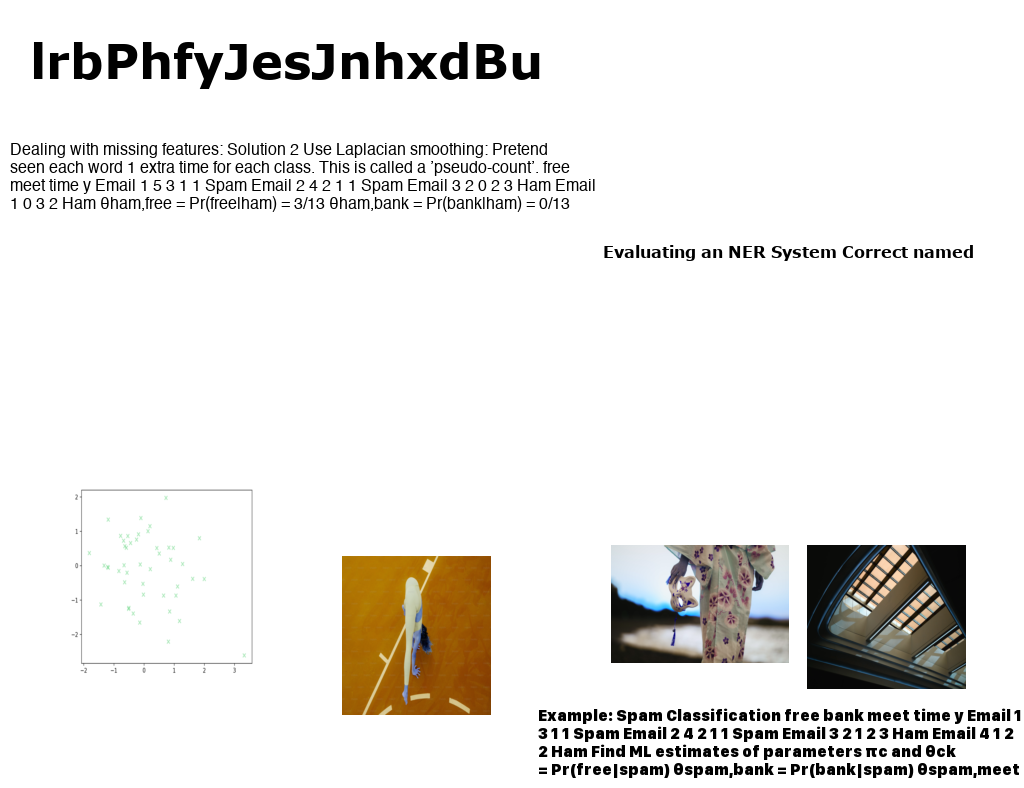 lrbPhfyJesJnhxdBu
Dealing with missing features: Solution 2 Use Laplacian smoothing: Pretend
seen each word 1 extra time for each class. This is called a ’pseudo-count’. free
meet time y Email 1 5 3 1 1 Spam Email 2 4 2 1 1 Spam Email 3 2 0 2 3 Ham Email
1 0 3 2 Ham θham,free = Pr(free|ham) = 3/13 θham,bank = Pr(bank|ham) = 0/13
Evaluating an NER System Correct named
2
1
0
−1
−2
−2 −1 0 1 2 3
Example: Spam Classification free bank meet time y Email 1
3 1 1 Spam Email 2 4 2 1 1 Spam Email 3 2 1 2 3 Ham Email 4 1 2
2 Ham Find ML estimates of parameters πc and θck
= Pr(free|spam) θspam,bank = Pr(bank|spam) θspam,meet